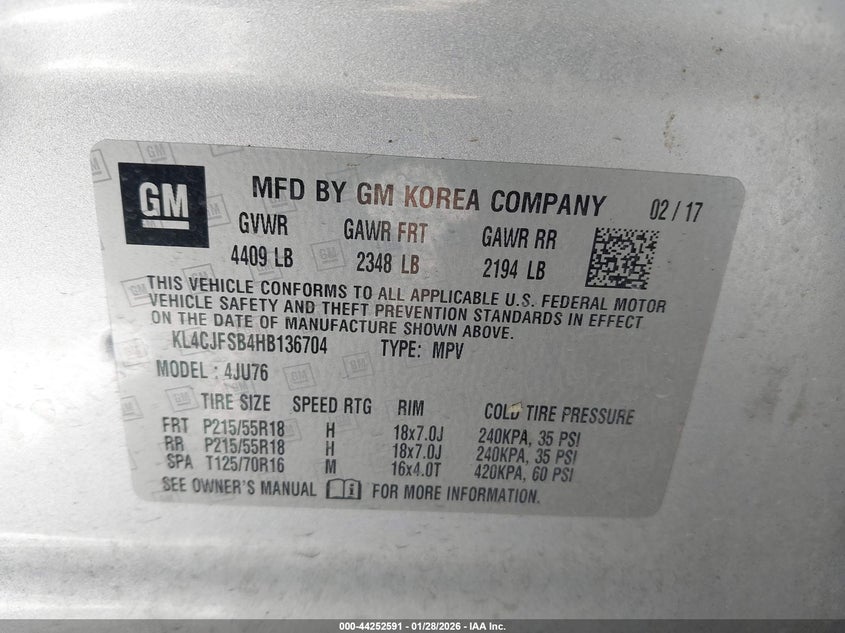 GM
MFD BY GM KOREA COMPANY 02 / 17
GVWR GAWR FRT GAWR RR
4409 LB 2348 LB 2194 LB
THIS VEHICLE CONFORMS TO ALL APPLICABLE U.S. FEDERAL MOTOR
VEHICLE SAFETY AND THEFT PREVENTION STANDARDS IN EFFECT
ON THE DATE OF MANUFACTURE SHOWN ABOVE.
KL4CJFSB4HB136704 TYPE: MPV
MODEL: 4JU76
TIRE SIZE SPEED RTG RIM COLD TIRE PRESSURE
FRT P215/55R18 H 18x7.0J 240KPA, 35 PSI
RR P215/55R18 H 18x7.0J 240KPA, 35 PSI
SPA T125/70R16 M 16x4.0T 420KPA, 60 PSI
SEE OWNER'S MANUAL FOR MORE INFORMATION.
000-44252591 - 01/28/2026 - IAA Inc.